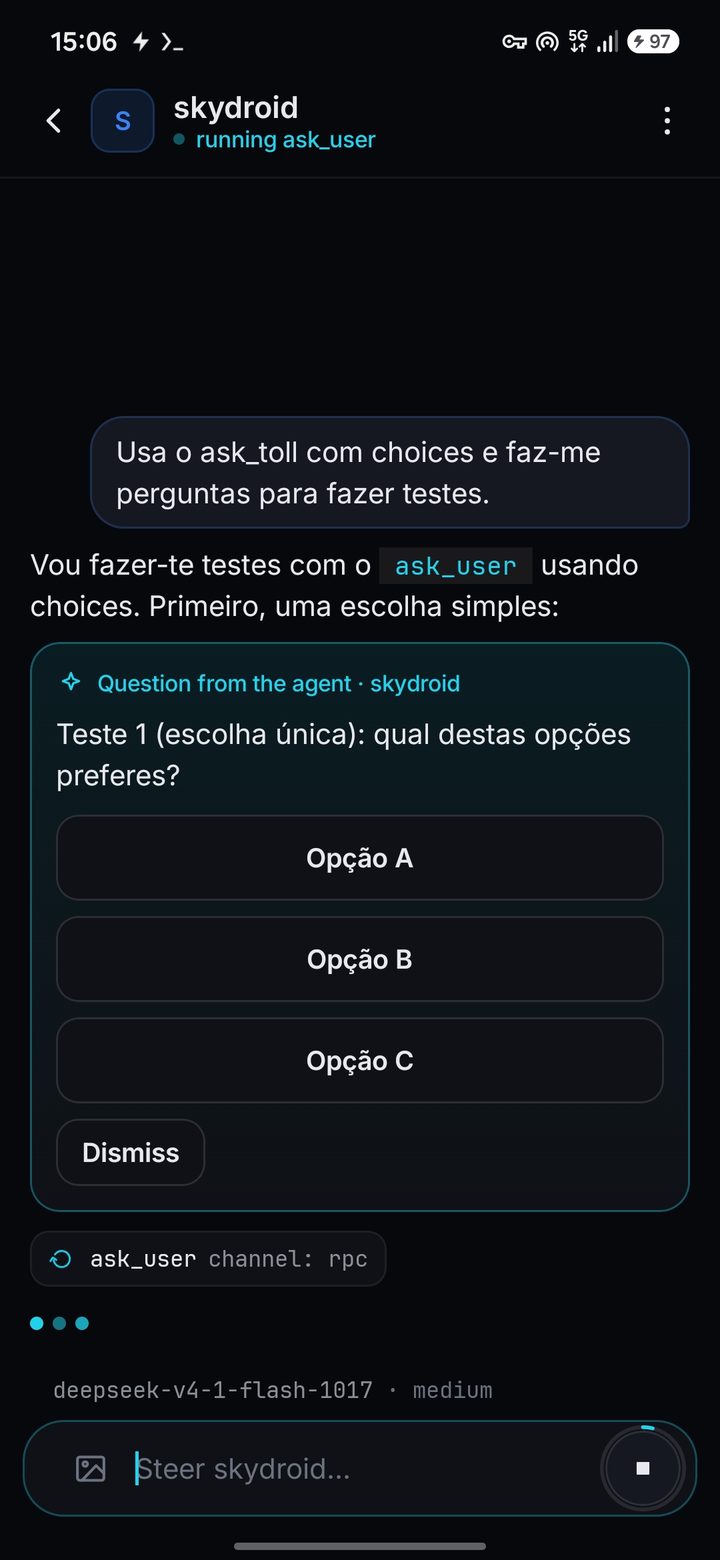 15:06
5G
97
S
skydroid
running ask_user
Usa o ask_toll com choices e faz-me
perguntas para fazer testes.
Vou fazer-te testes com o ask_user usando
choices. Primeiro, uma escolha simples:
Question from the agent · skydroid
Teste 1 (escolha única): qual destas opções
preferes?
Opção A
Opção B
Opção C
Dismiss
ask_user channel: rpc
deepseek-v4-1-flash-1017 · medium
Steer skydroid...